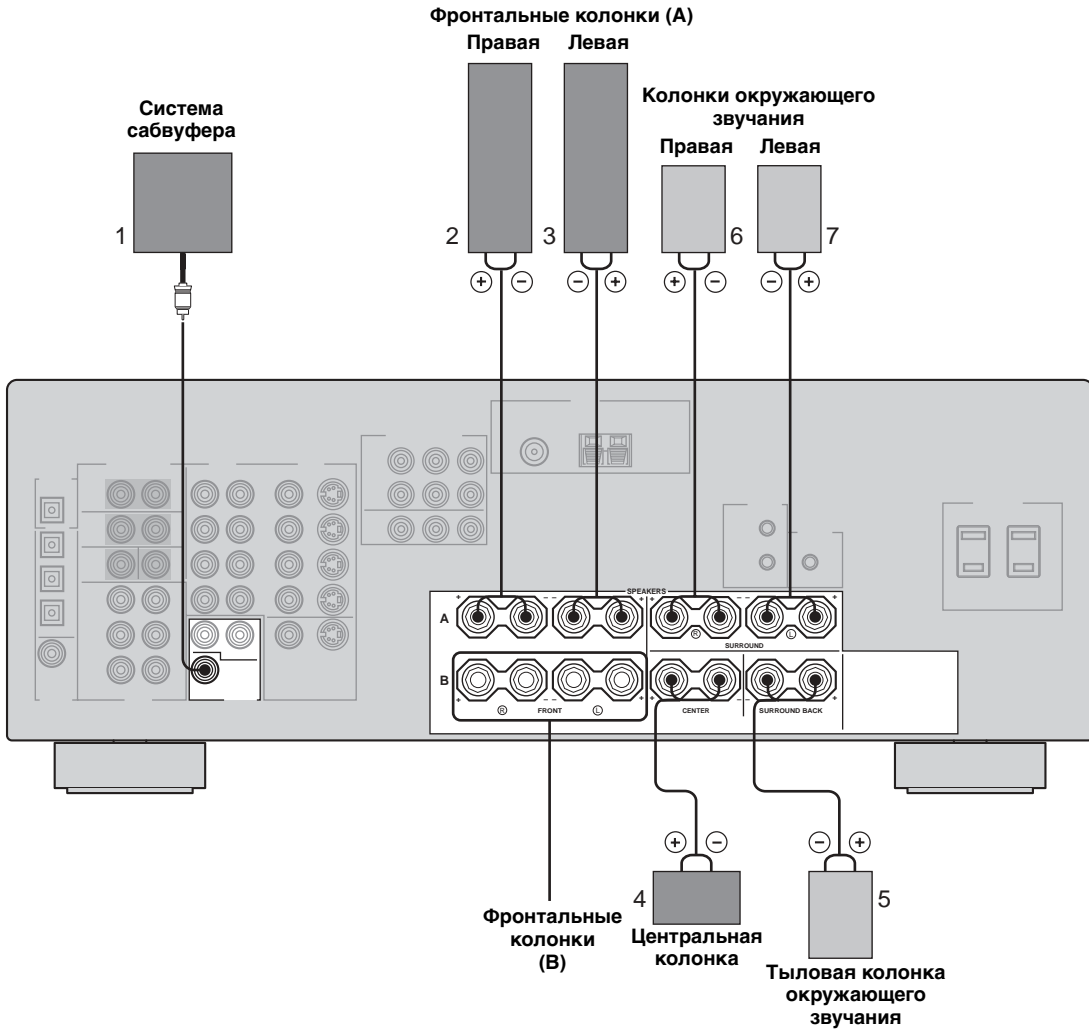 Фронтальные колонки (А)
Правая Левая
Колонки окружающего
звучания
Правая Левая
Система
сабвуфера
1
2
3
6
7
+ - - + + - - +
SPEAKERS
+ - - + + - - +
A
R L
SURROUND
B
+ - - + + - - +
R FRONT L
CENTER
SURROUND BACK
+ - - +
4
5
Фронтальные
колонки
(В)
Центральная
колонка
Тыловая колонка
окружающего
звучания